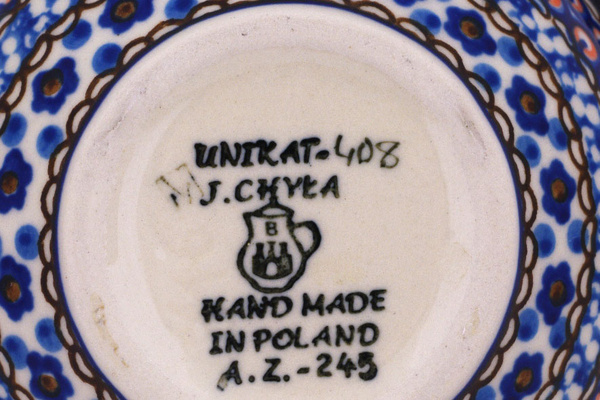 UNIKAT-408
J. CHYŁA
B
HAND MADE
IN POLAND
A.Z.-245